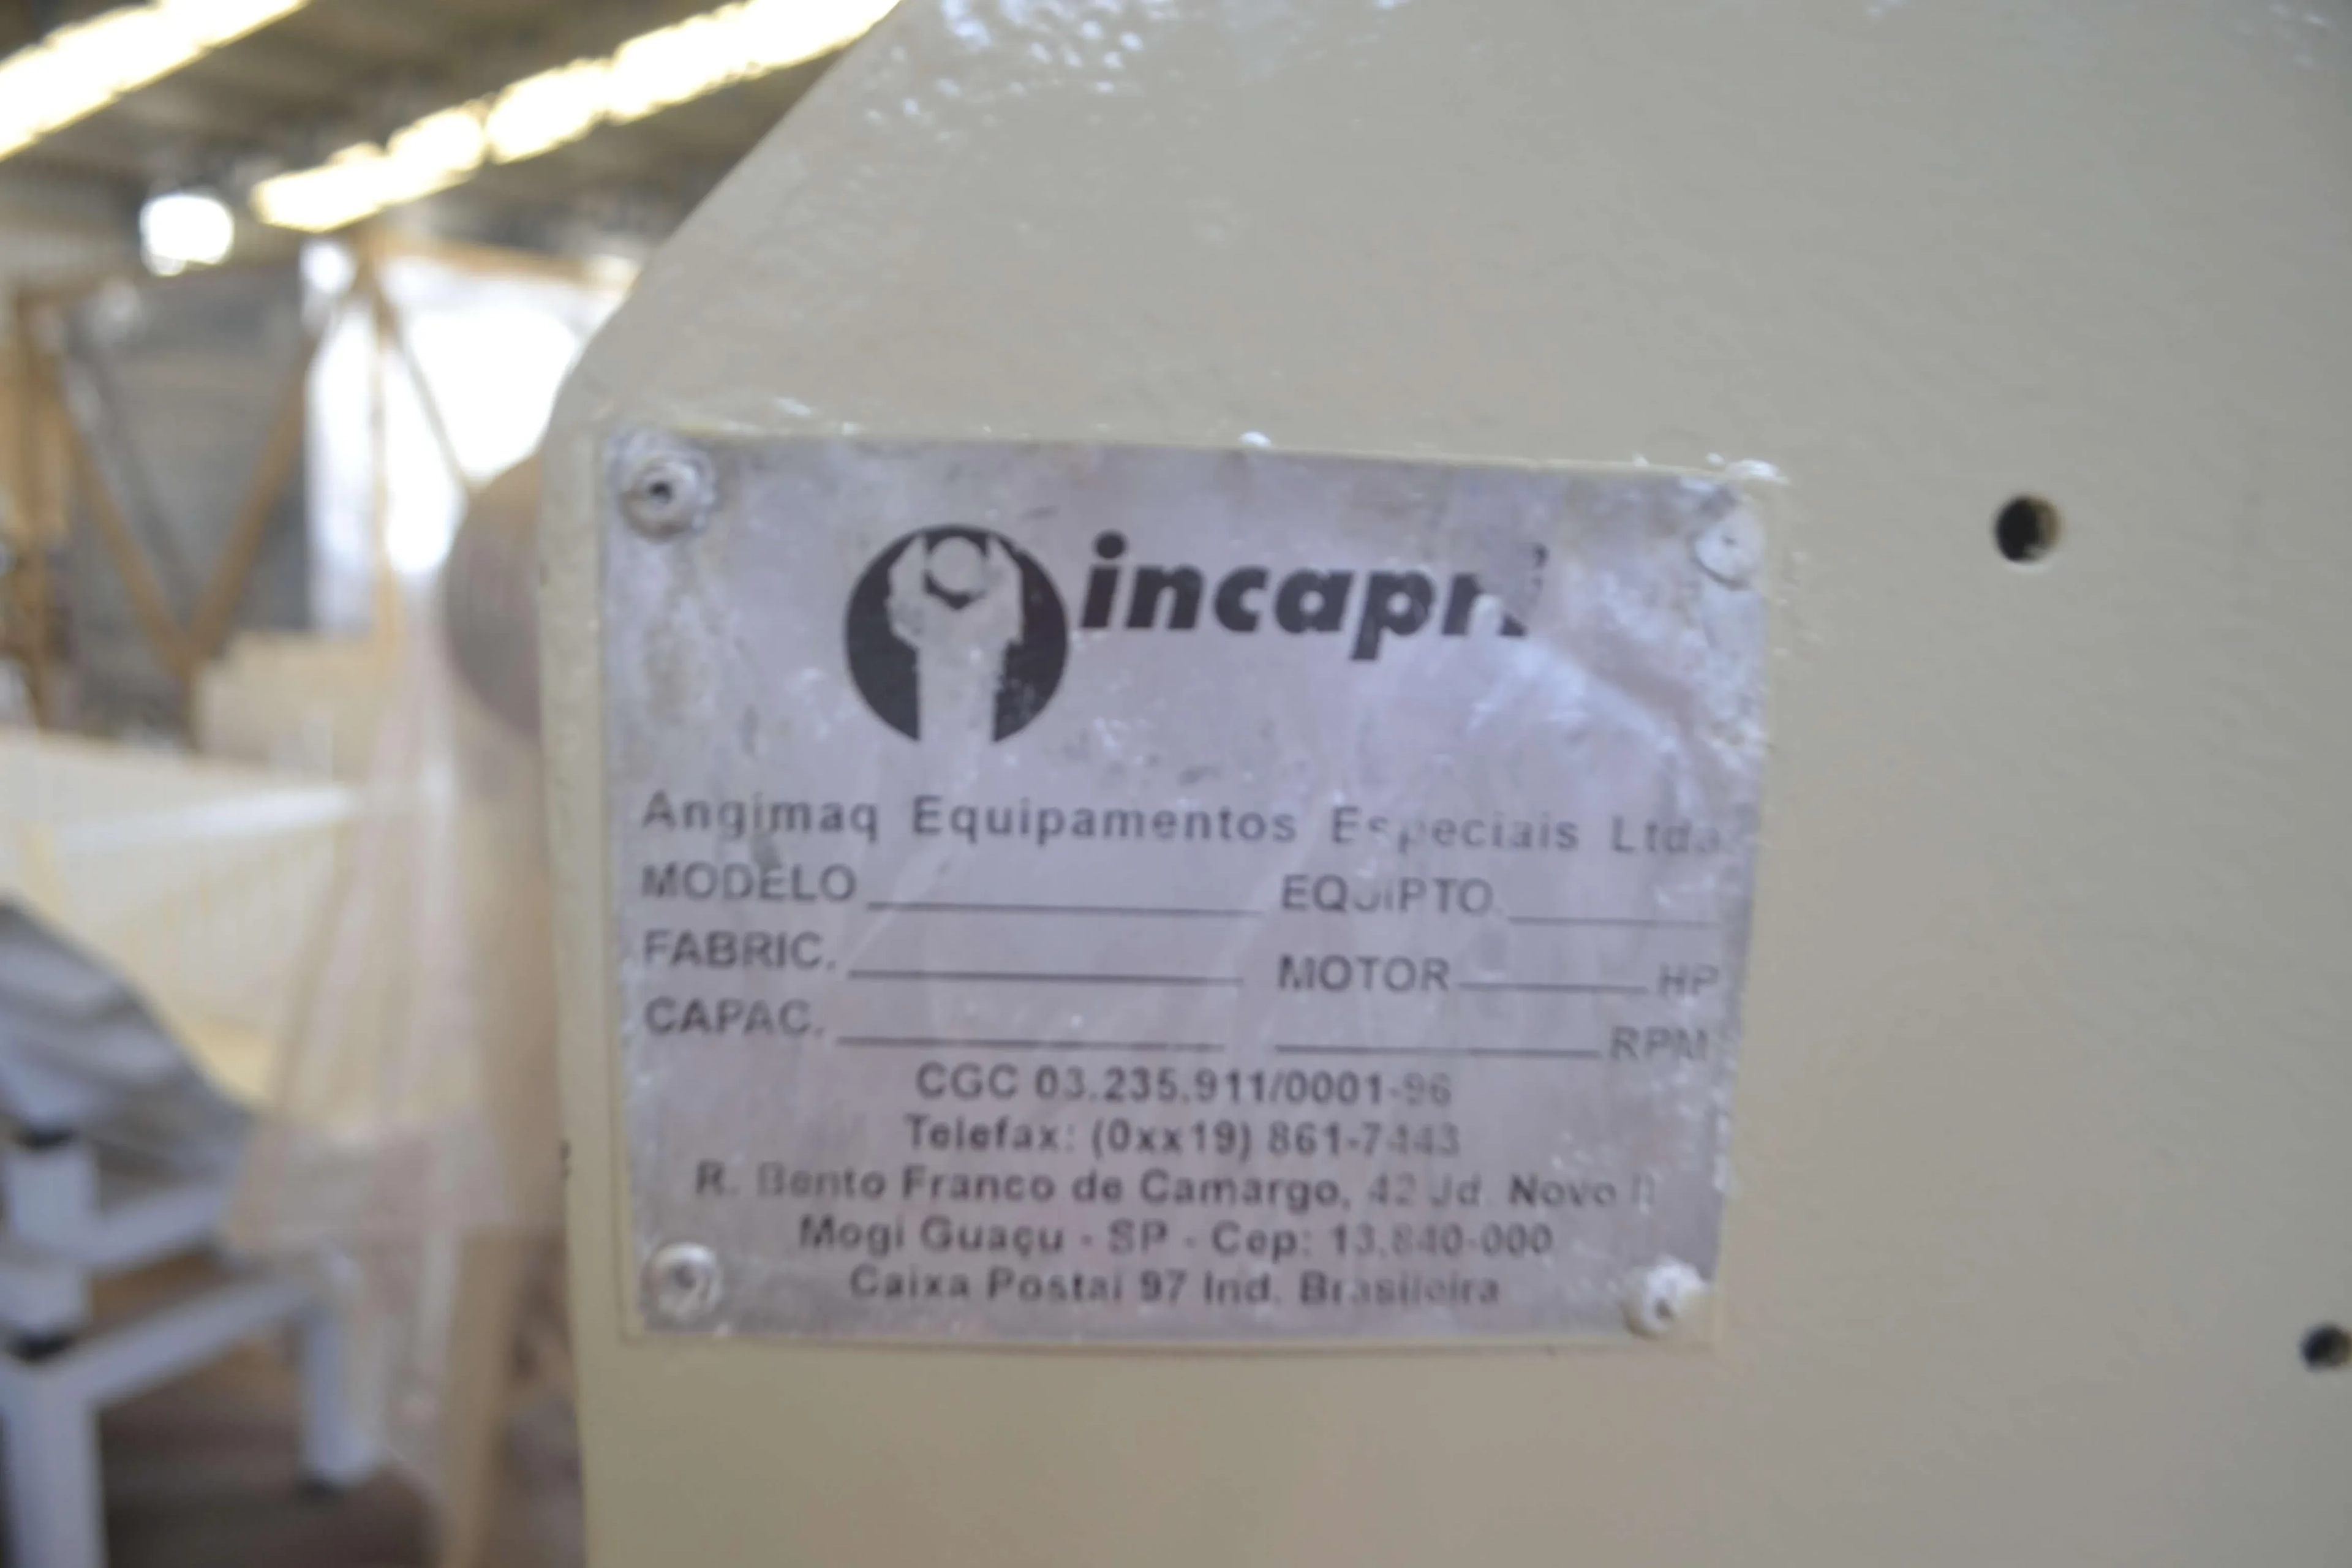 incapri
Angimaq Equipamentos Especiais Ltda
MODELO EQUIPTO.
FABRIC. MOTOR HP
CAPAC. RPM
CGC 03.235.911/0001-96
Telefax: (0xx19) 861-7443
R. Bento Franco de Camargo, 42 Jd. Novo II
Mogi Guaçu - SP - Cep: 13.840-000
Caixa Postal 97 Ind. Brasileira